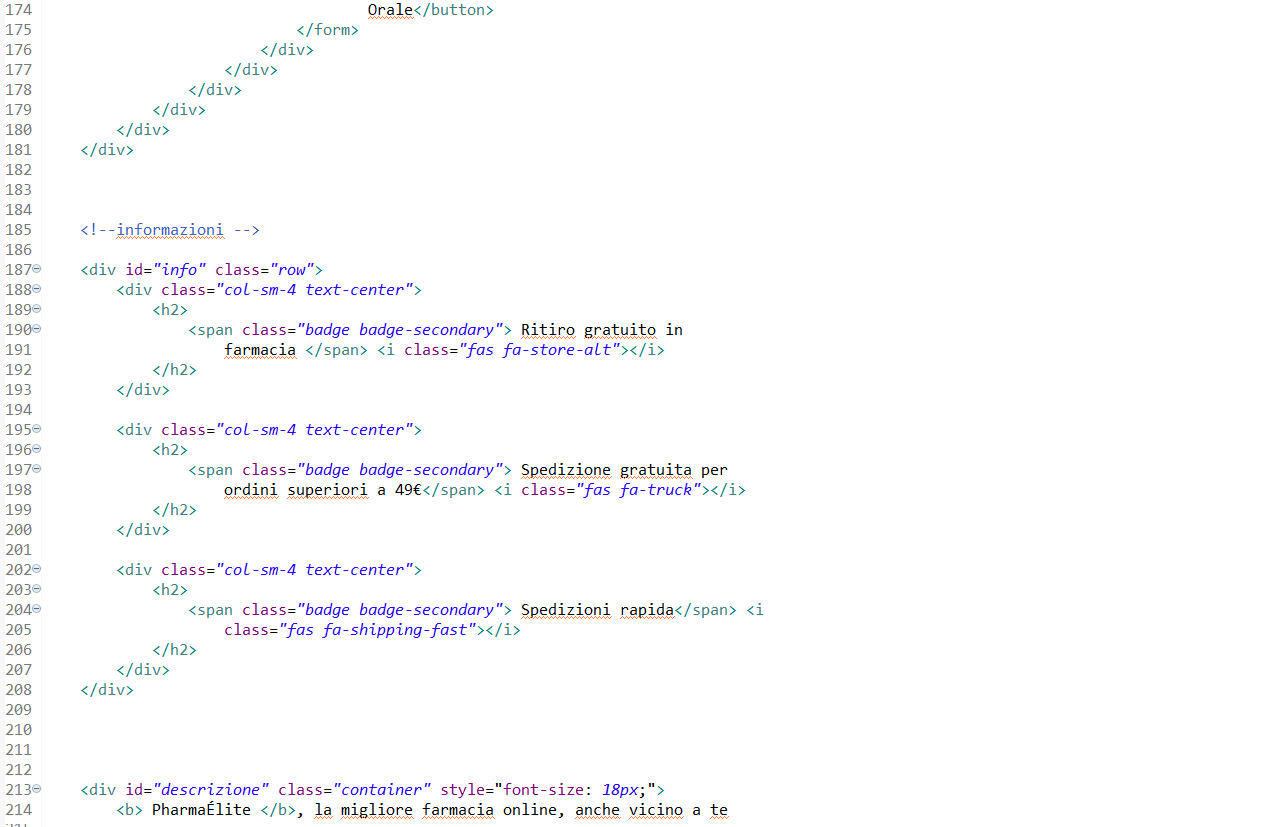 174 Orale</button>
175 </form>
176 </div>
177 </div>
178 </div>
179 </div>
180 </div>
181 </div>
182
183
184
185 <!--informazioni -->
186
187 <div id="info" class="row">
188 <div class="col-sm-4 text-center">
189 <h2>
190 <span class="badge badge-secondary"> Ritiro gratuito in
191 farmacia </span> <i class="fas fa-store-alt"></i>
192 </h2>
193 </div>
194
195 <div class="col-sm-4 text-center">
196 <h2>
197 <span class="badge badge-secondary"> Spedizione gratuita per
198 ordini superiori a 49€</span> <i class="fas fa-truck"></i>
199 </h2>
200 </div>
201
202 <div class="col-sm-4 text-center">
203 <h2>
204 <span class="badge badge-secondary"> Spedizioni rapida</span> <i
205 class="fas fa-shipping-fast"></i>
206 </h2>
207 </div>
208 </div>
209
210
211
212
213 <div id="descrizione" class="container" style="font-size: 18px;">
214 <b> PharmaÉlite </b>, la migliore farmacia online, anche vicino a te